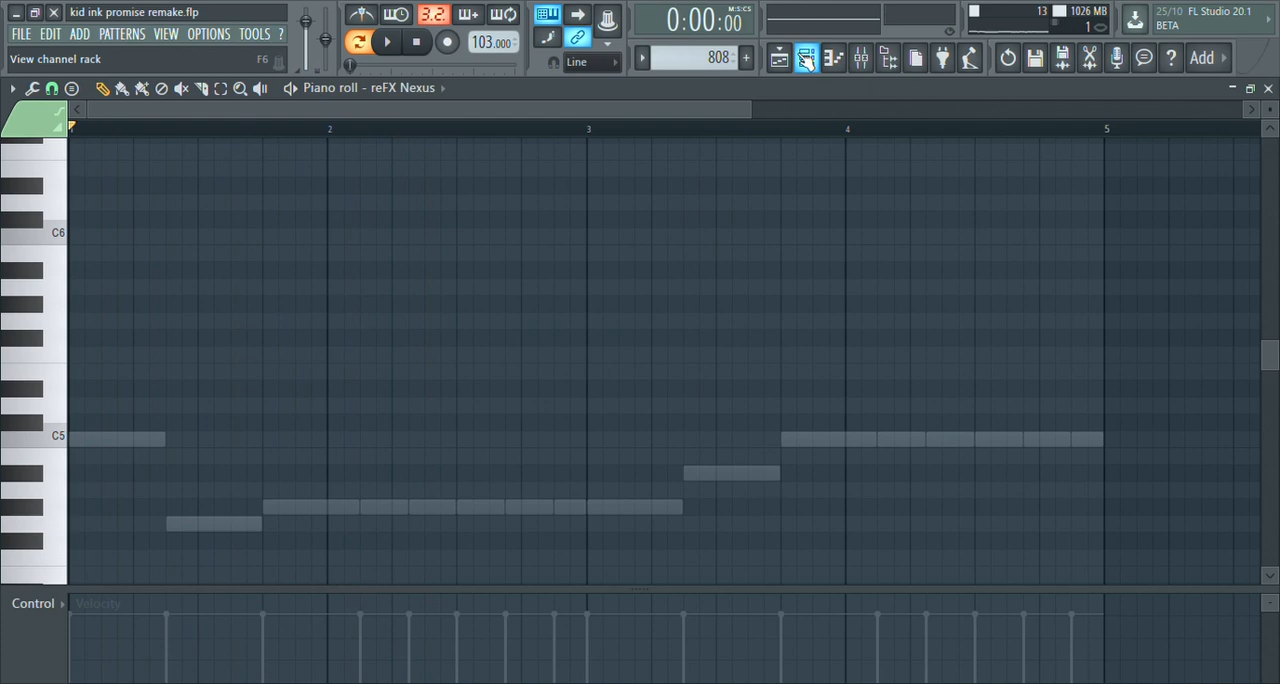 kid ink promise remake.flp
FILE EDIT ADD PATTERNS VIEW OPTIONS TOOLS ?
View channel rack F6
3.2.
103.000
Line
0:00:00
M:S:CS
808
13
1026 MB
1
25/10 FL Studio 20.1
BETA
Add
Piano roll - reFX Nexus
2 3 4 5
C6
C5
Control
Velocity